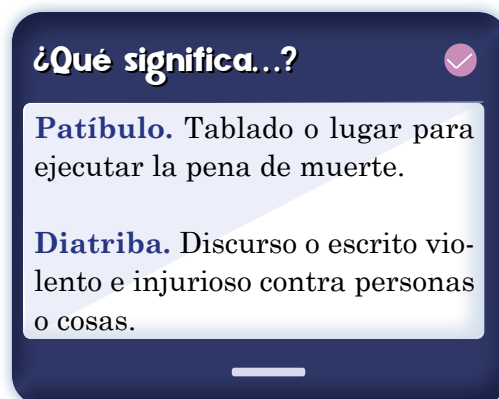 ¿Qué significa...?
Patíbulo. Tablado o lugar para
ejecutar la pena de muerte.
Diatriba. Discurso o escrito vio-
lento e injurioso contra personas
o cosas.